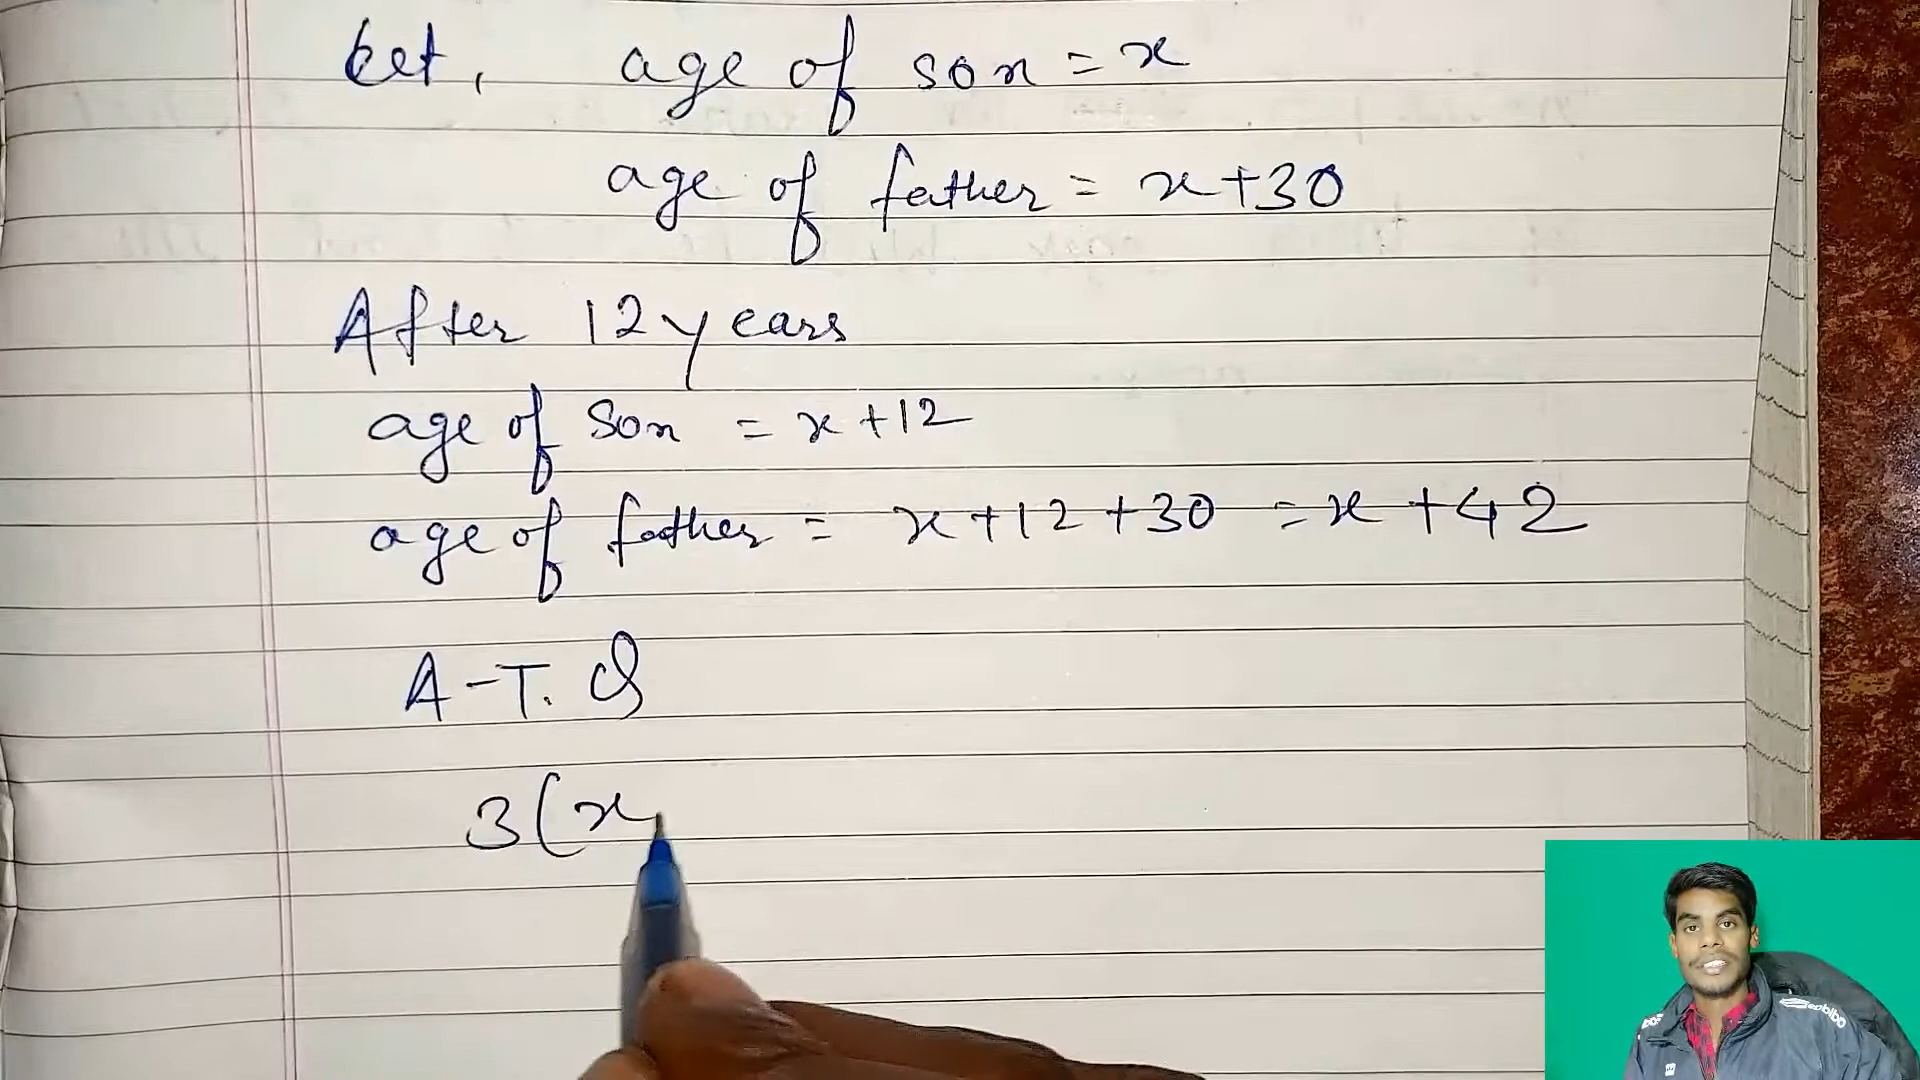 Let, age of son = x
age of father = x+30
After 12 years
age of son = x+12
age of father = x+12+30 = x+42
A-T.Q
3(x
adidas